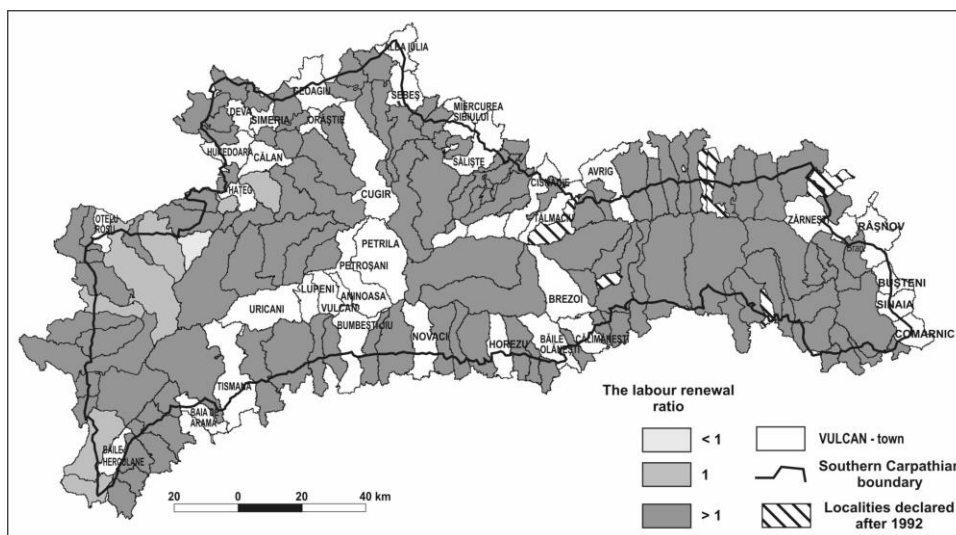 ALBA IULIA
GEOAGIU
SEBEȘ
DEVA
SIMERIA
ORĂȘTIE
MIERCUREA
SIBIULUI
HUNEDOARA
CĂLAN
SĂLIȘTE
HAȚEG
CUGIR
CISNĂDIE
AVRIG
OȚELU
ROȘU
TĂLMACIU
ZĂRNEȘTI
RÂȘNOV
PETRILA
PETROȘANI
BUȘTENI
LUPENI
URICANI
ANINOASA
VULCAN
BREZOI
SINAIA
BUMBEȘTI JIU
NOVACI
HOREZU
BĂILE
OLĂNEȘTI
CĂLIMĂNEȘTI
COMARNIC
TISMANA
BAIA DE
ARAMA
BĂILE
HERCULANE
The labour renewal
ratio
< 1
1
> 1
VULCAN - town
Southern Carpathian
boundary
Localities declared
after 1992
20 0 20 40 km